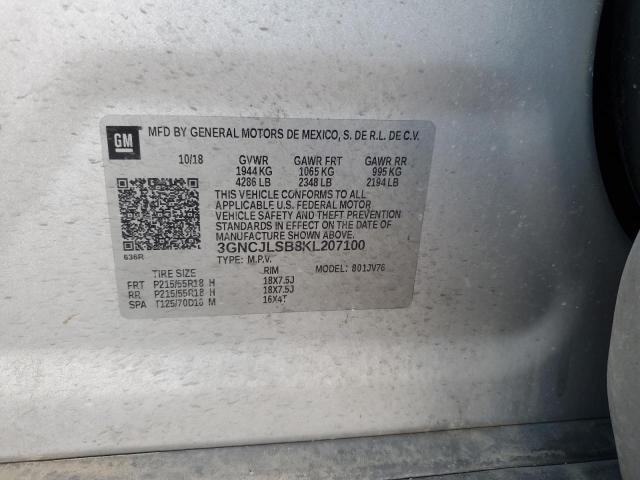 GM MFD BY GENERAL MOTORS DE MEXICO, S. DE R.L. DE C.V.
10/18 GVWR GAWR FRT GAWR RR
1944 KG 1065 KG 995 KG
4286 LB 2348 LB 2194 LB
THIS VEHICLE CONFORMS TO ALL
APPLICABLE U.S. FEDERAL MOTOR
VEHICLE SAFETY AND THEFT PREVENTION
STANDARDS IN EFFECT ON THE DATE OF
MANUFACTURE SHOWN ABOVE.
3GNCJLSB8KL207100
636R TYPE: M.P.V.
TIRE SIZE RIM MODEL: 801JV76
FRT P215/55R18 H 18X7.5J
RR P215/55R18 H 18X7.5J
SPA T125/70D16 M 16X4T